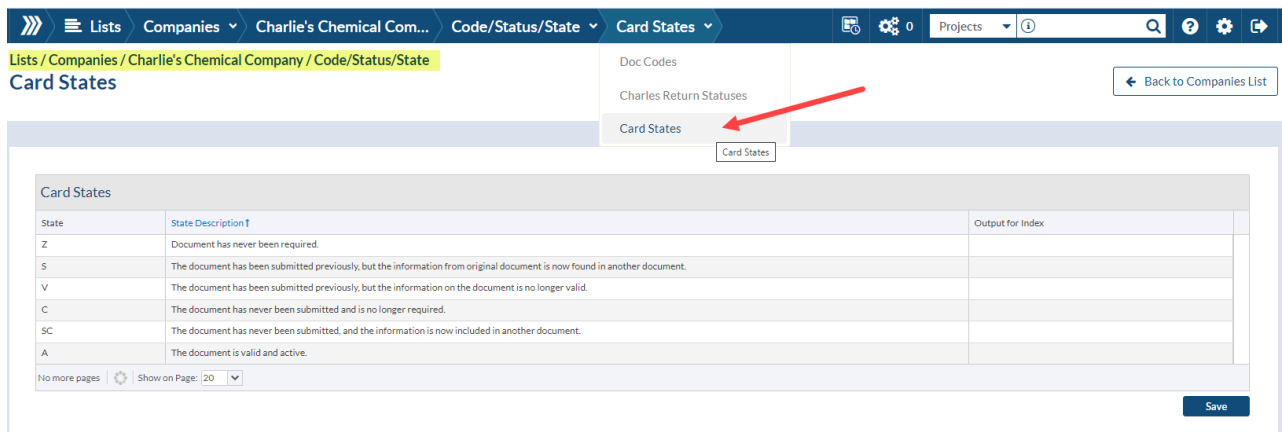 Lists Companies Charlie's Chemical Com... Code/Status/State Card States 0 Projects
Lists / Companies / Charlie's Chemical Company / Code/Status/State
Card States
Doc Codes
Charles Return Statuses
Card States
Card States
Back to Companies List
Card States
State State Description Output for Index
Z Document has never been required.
S The document has been submitted previously, but the information from original document is now found in another document.
V The document has been submitted previously, but the information on the document is no longer valid.
C The document has never been submitted and is no longer required.
SC The document has never been submitted, and the information is now included in another document.
A The document is valid and active.
No more pages Show on Page: 20
Save